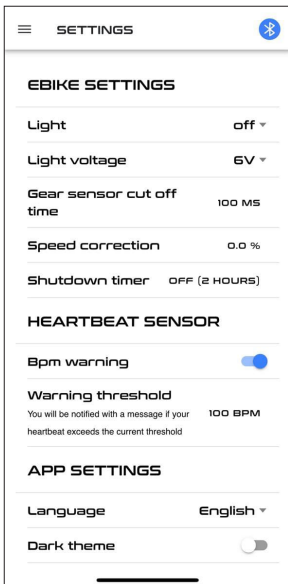 SETTINGS
EBIKE SETTINGS
Light off
Light voltage 6V
Gear sensor cut off
time 100 MS
Speed correction 0.0 %
Shutdown timer OFF (2 HOURS)
HEARTBEAT SENSOR
Bpm warning
Warning threshold
You will be notified with a message if your 100 BPM
heartbeat exceeds the current threshold
APP SETTINGS
Language English
Dark theme